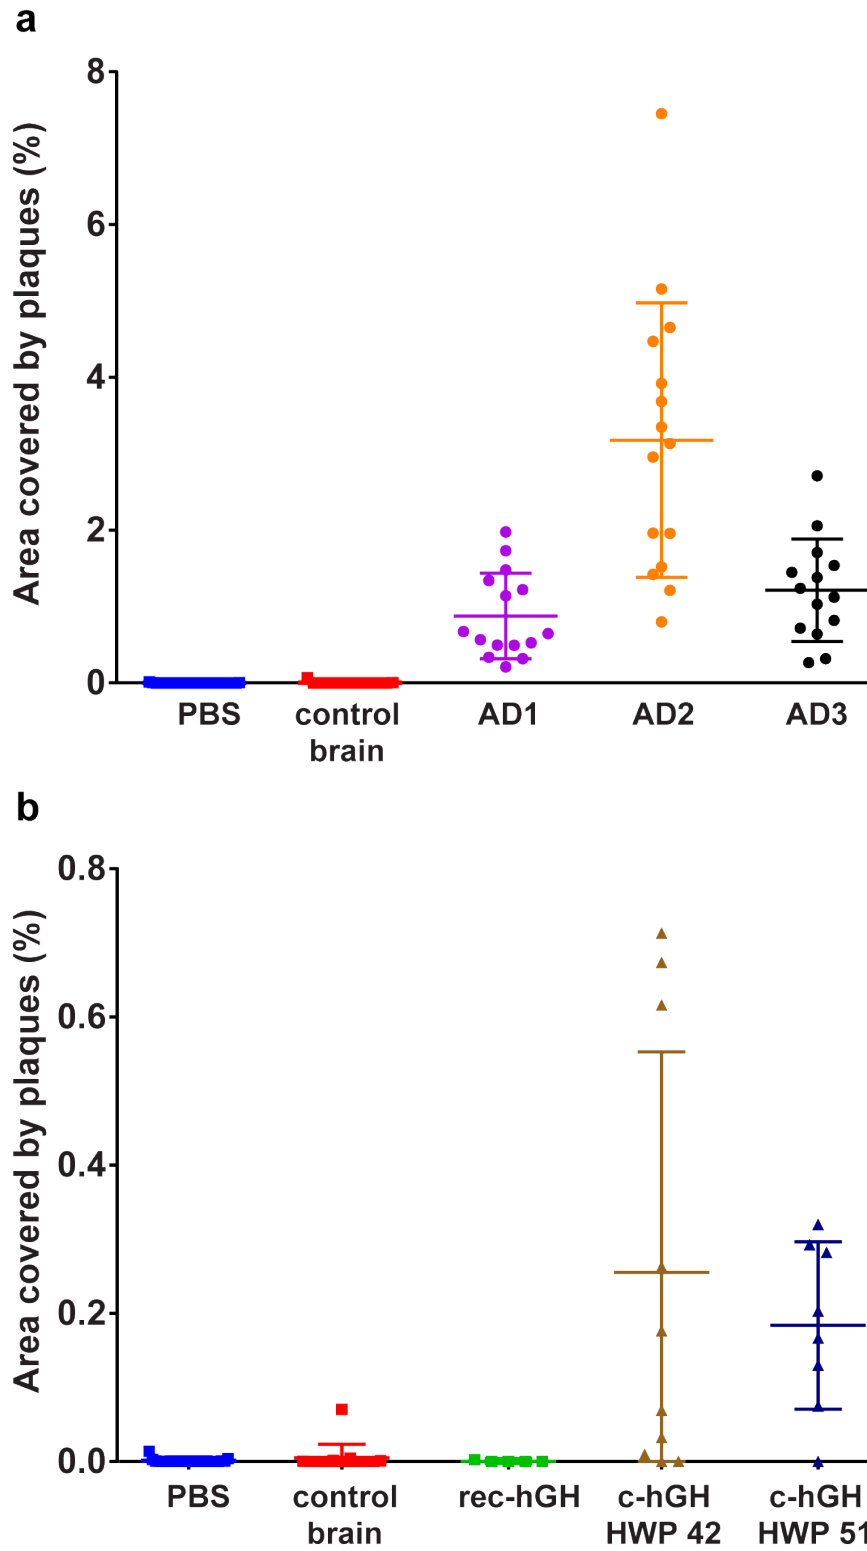 a
Area covered by plaques (%)
8
6
4
2
0
PBS
control
brain
AD1
AD2
AD3
b
Area covered by plaques (%)
0.8
0.6
0.4
0.2
0.0
PBS
control
brain
rec-hGH
c-hGH
HWP 42
c-hGH
HWP 51